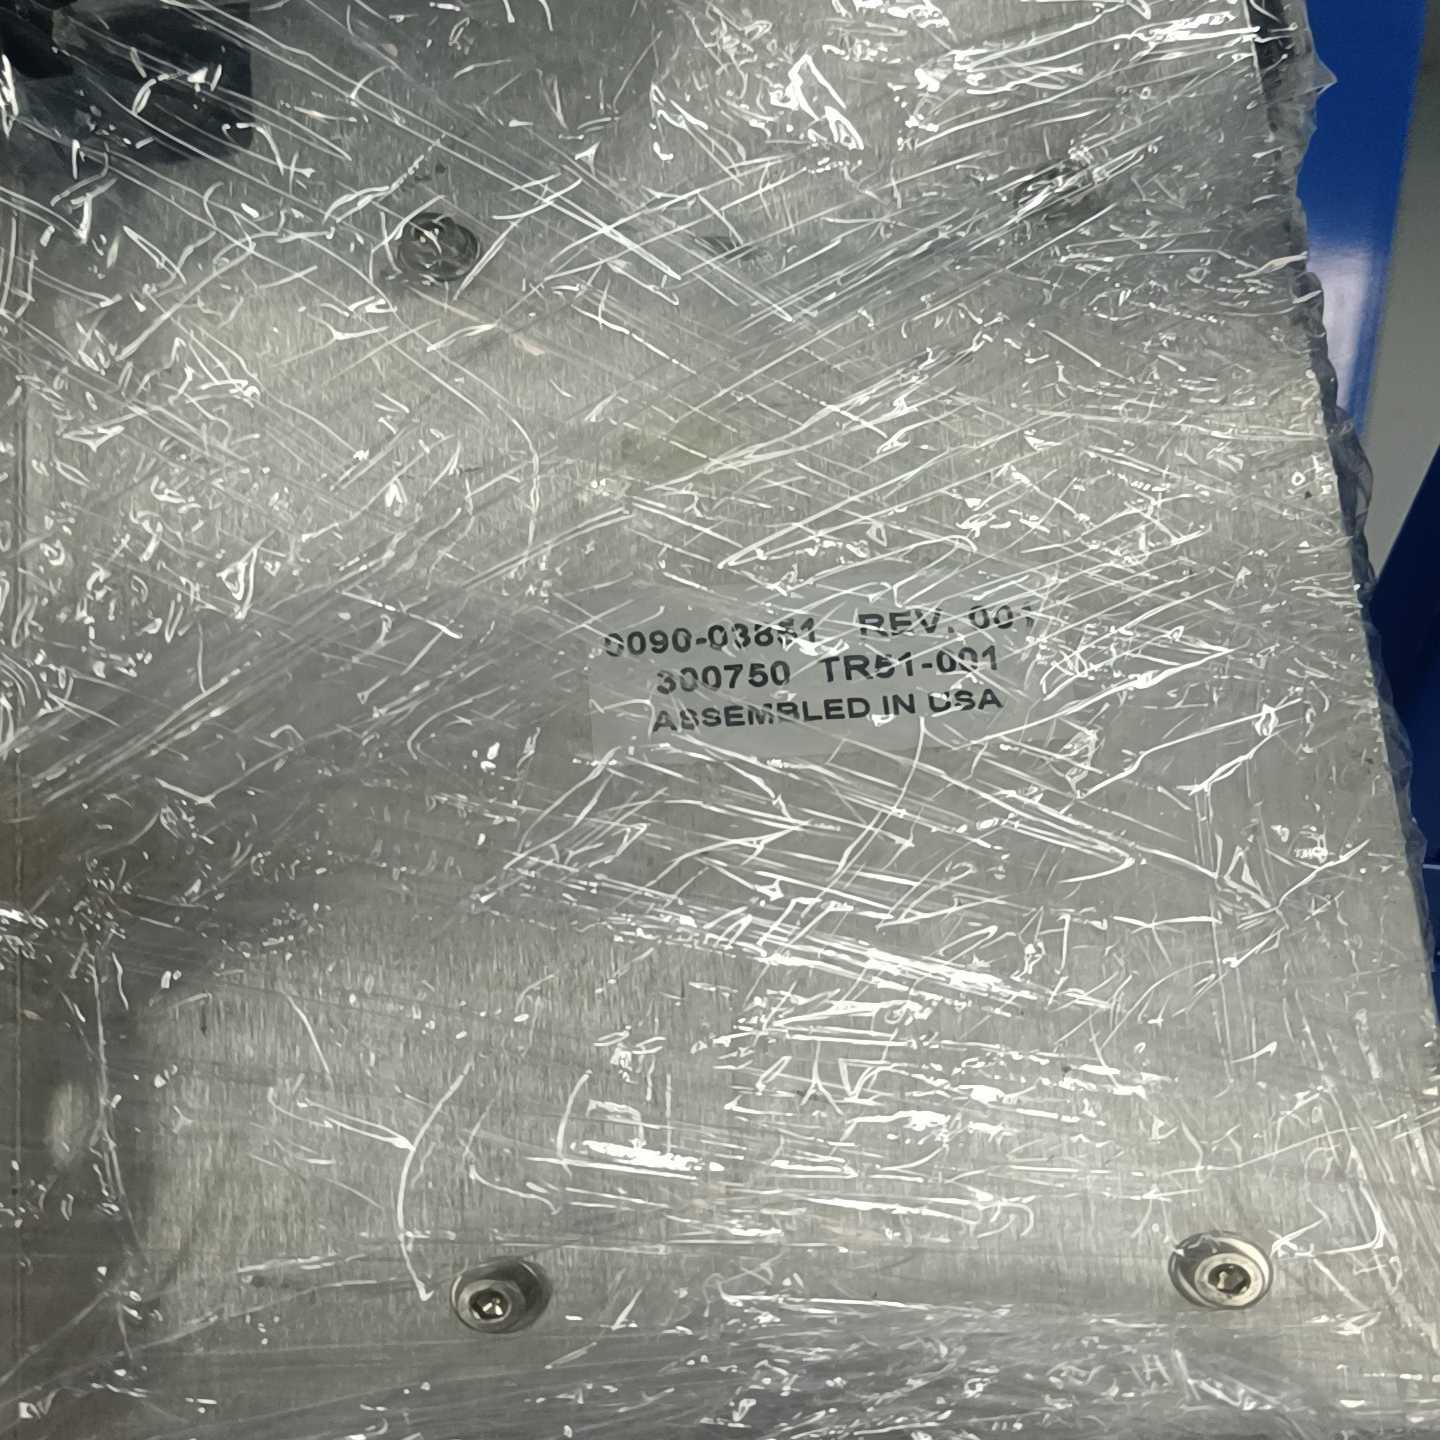 0090-03851 REV. 001
300750 TR51-001
ASSEMBLED IN USA